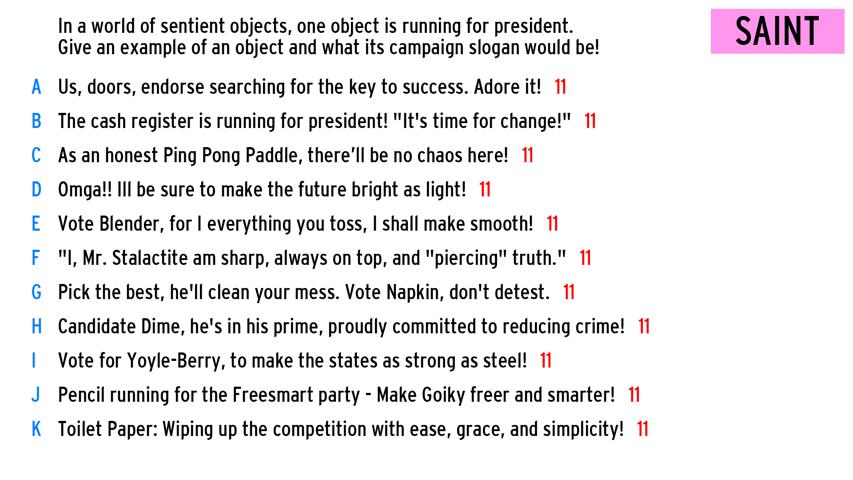 In a world of sentient objects, one object is running for president.
Give an example of an object and what its campaign slogan would be!
SAINT
A Us, doors, endorse searching for the key to success. Adore it! 11
B The cash register is running for president! "It's time for change!" 11
C As an honest Ping Pong Paddle, there'll be no chaos here! 11
D Omga!! Ill be sure to make the future bright as light! 11
E Vote Blender, for I everything you toss, I shall make smooth! 11
F "I, Mr. Stalactite am sharp, always on top, and "piercing" truth." 11
G Pick the best, he'll clean your mess. Vote Napkin, don't detest. 11
H Candidate Dime, he's in his prime, proudly committed to reducing crime! 11
I Vote for Yoyle-Berry, to make the states as strong as steel! 11
J Pencil running for the Freesmart party - Make Goiky freer and smarter! 11
K Toilet Paper: Wiping up the competition with ease, grace, and simplicity! 11